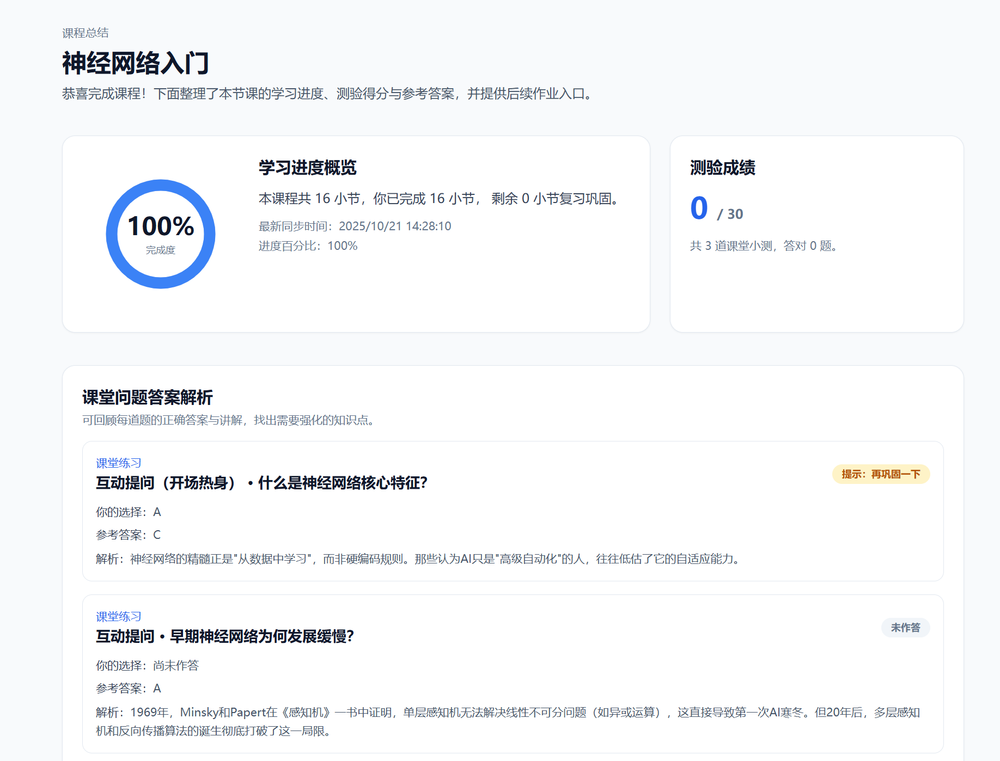 课程总结
神经网络入门
恭喜完成课程！下面整理了本节课的学习进度、测验得分与参考答案，并提供后续作业入口。
100%
完成度
学习进度概览
本课程共 16 小节，你已完成 16 小节， 剩余 0 小节复习巩固。
最新同步时间：2025/10/21 14:28:10
进度百分比：100%
测验成绩
0 / 30
共 3 道课堂小测，答对 0 题。
课堂问题答案解析
可回顾每道题的正确答案与讲解，找出需要强化的知识点。
课堂练习
互动提问（开场热身） • 什么是神经网络核心特征？
提示：再巩固一下
你的选择：A
参考答案：C
解析：神经网络的精髓正是"从数据中学习"，而非硬编码规则。那些认为AI只是"高级自动化"的人，往往低估了它的自适应能力。
课堂练习
互动提问 • 早期神经网络为何发展缓慢？
未作答
你的选择：尚未作答
参考答案：A
解析：1969年，Minsky和Papert在《感知机》一书中证明，单层感知机无法解决线性不可分问题（如异或运算），这直接导致第一次AI寒冬。但20年后，多层感知
机和反向传播算法的诞生彻底打破了这一局限。